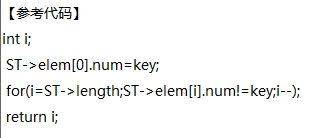 【参考代码】
int i;
ST->elem[0].num=key;
for(i=ST->length;ST->elem[i].num!=key;i--);
return i;